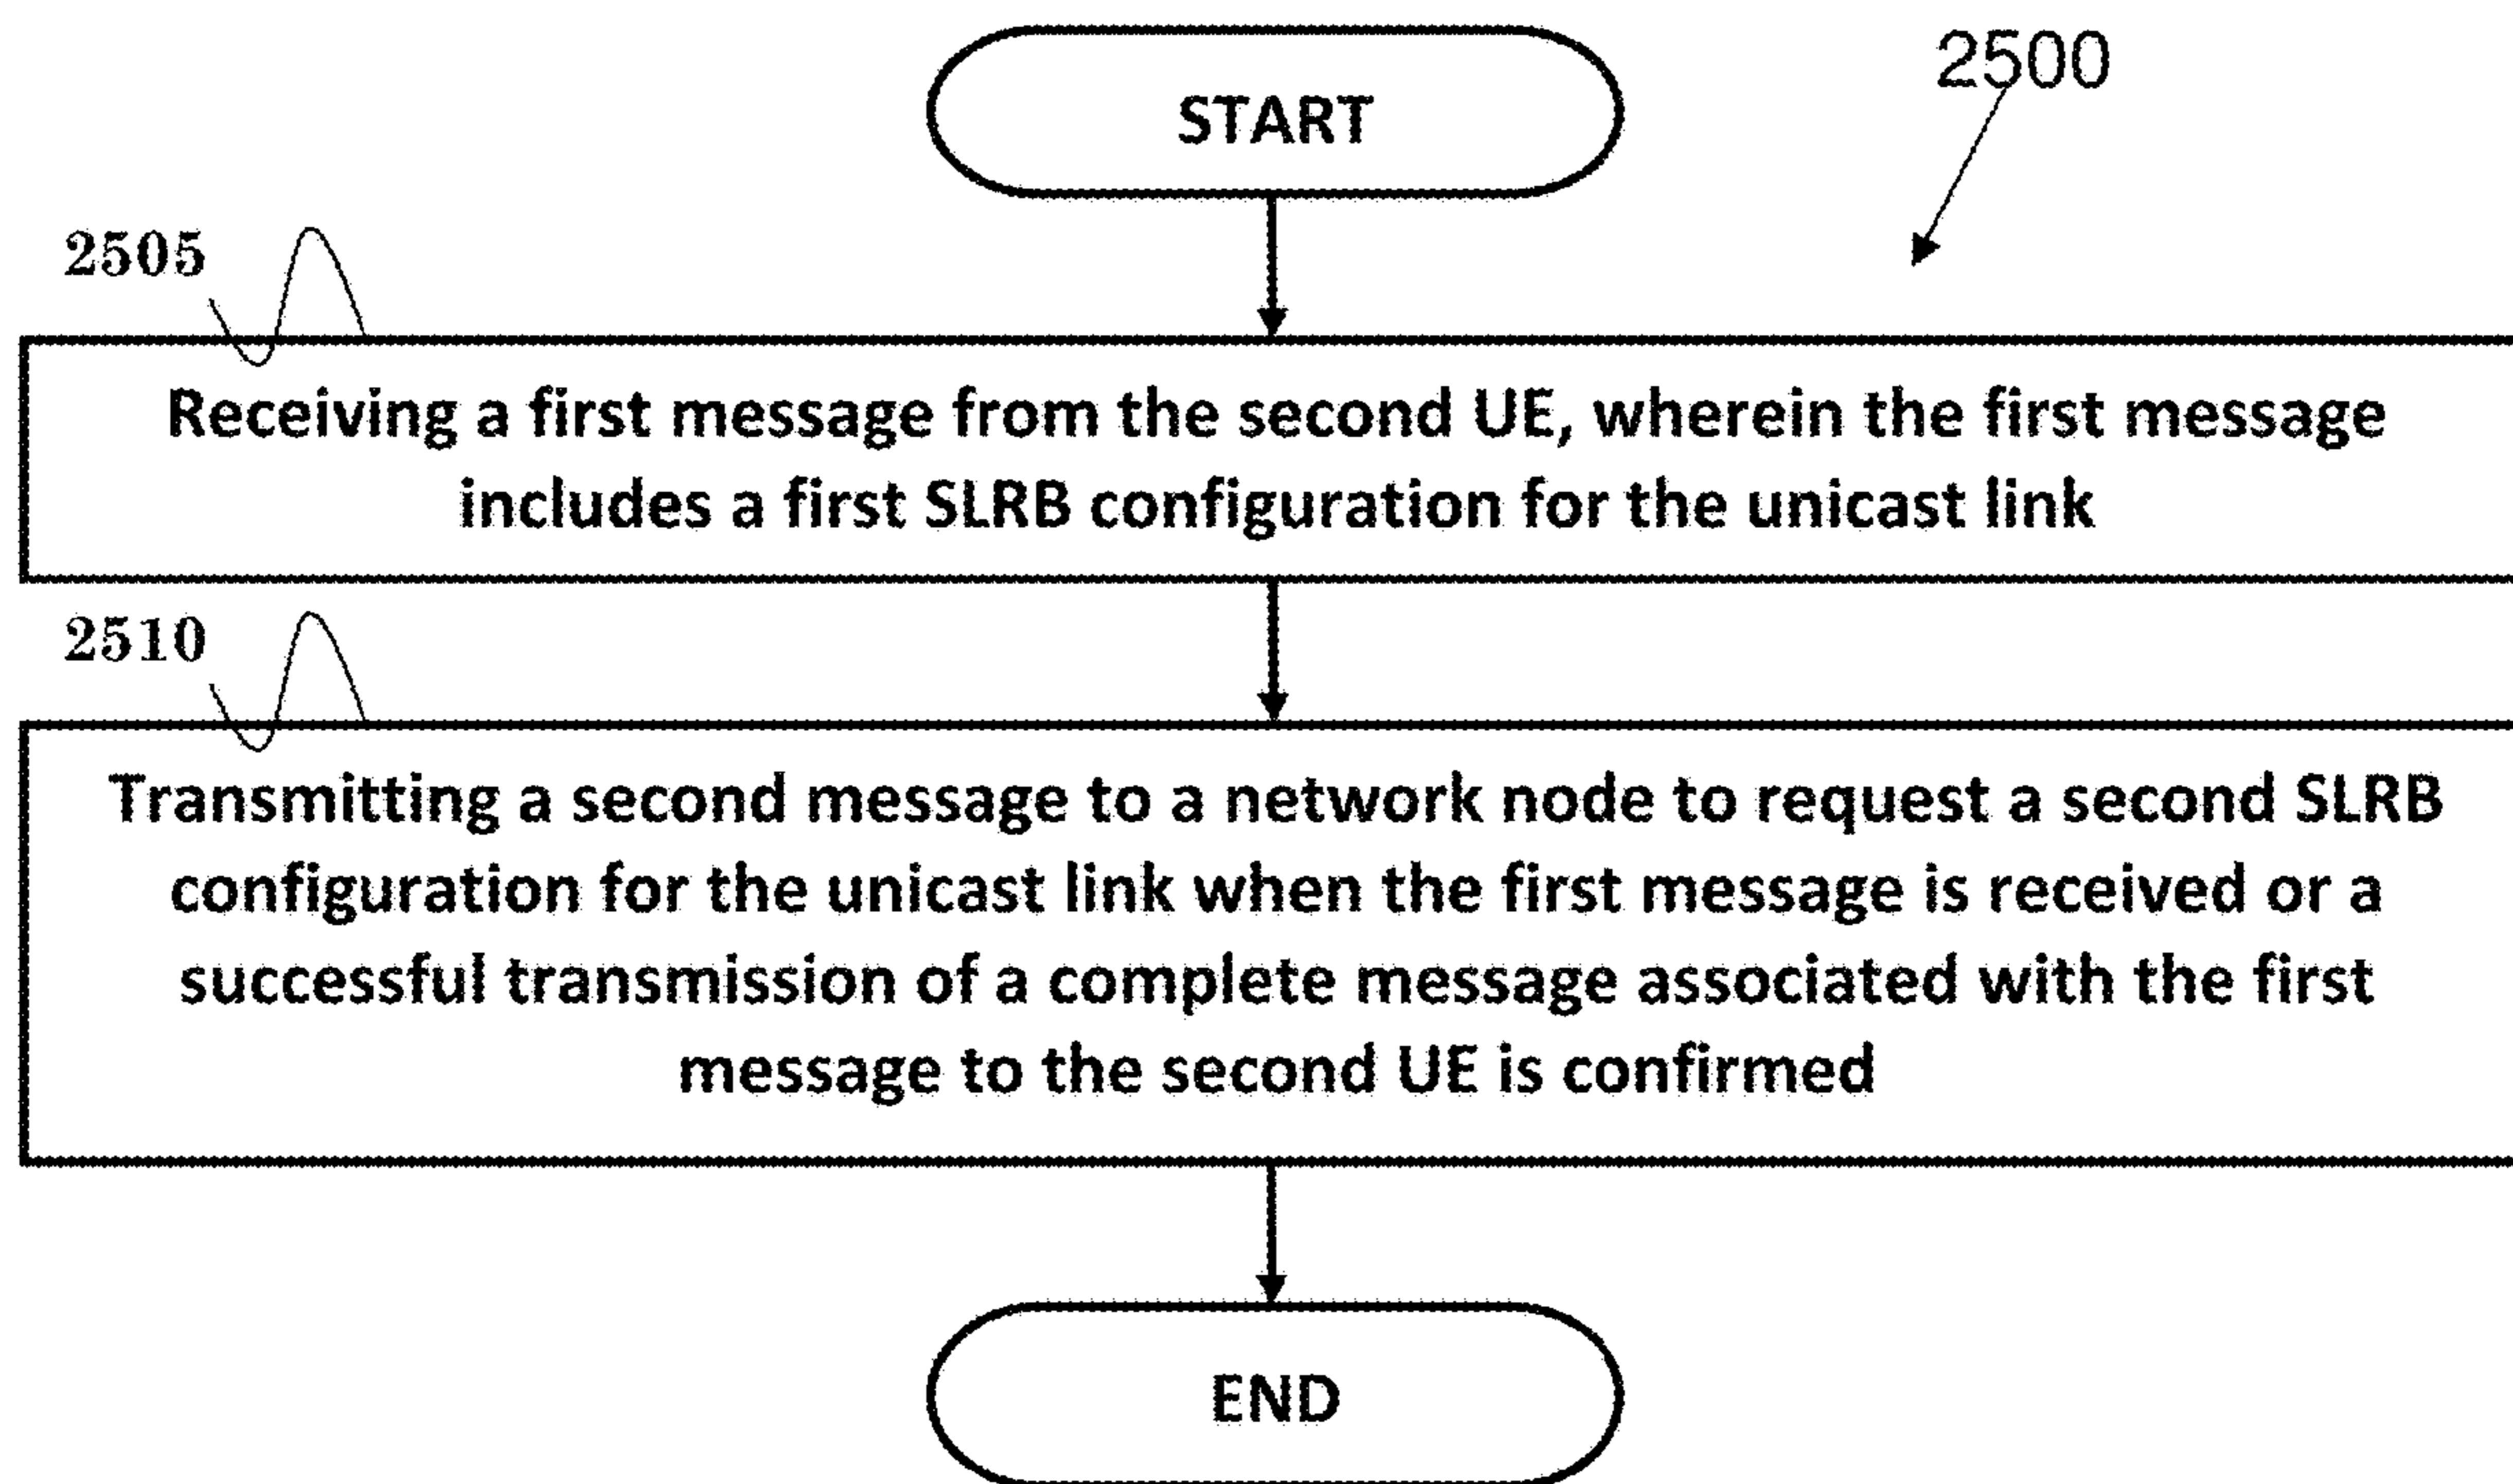 START
2500
2505
Receiving a first message from the second UE, wherein the first message
includes a first SLRB configuration for the unicast link
2510
Transmitting a second message to a network node to request a second SLRB
configuration for the unicast link when the first message is received or a
successful transmission of a complete message associated with the first
message to the second UE is confirmed
END